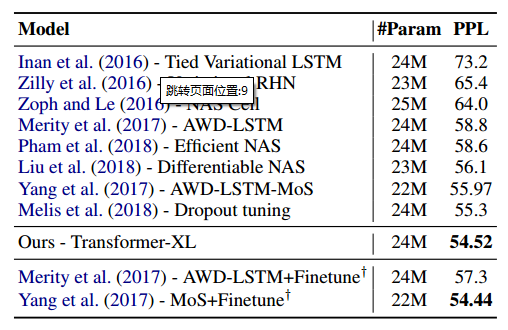 Model #Param PPL
Inan et al. (2016) - Tied Variational LSTM 24M 73.2
Zilly et al. (2016) RHN 23M 65.4
跳转页面位置:9
Zoph and Le (2016) - NAS Cell 25M 64.0
Merity et al. (2017) - AWD-LSTM 24M 58.8
Pham et al. (2018) - Efficient NAS 24M 58.6
Liu et al. (2018) - Differentiable NAS 23M 56.1
Yang et al. (2017) - AWD-LSTM-MoS 22M 55.97
Melis et al. (2018) - Dropout tuning 24M 55.3
Ours - Transformer-XL 24M 54.52
Merity et al. (2017) - AWD-LSTM+Finetune† 24M 57.3
Yang et al. (2017) - MoS+Finetune† 22M 54.44